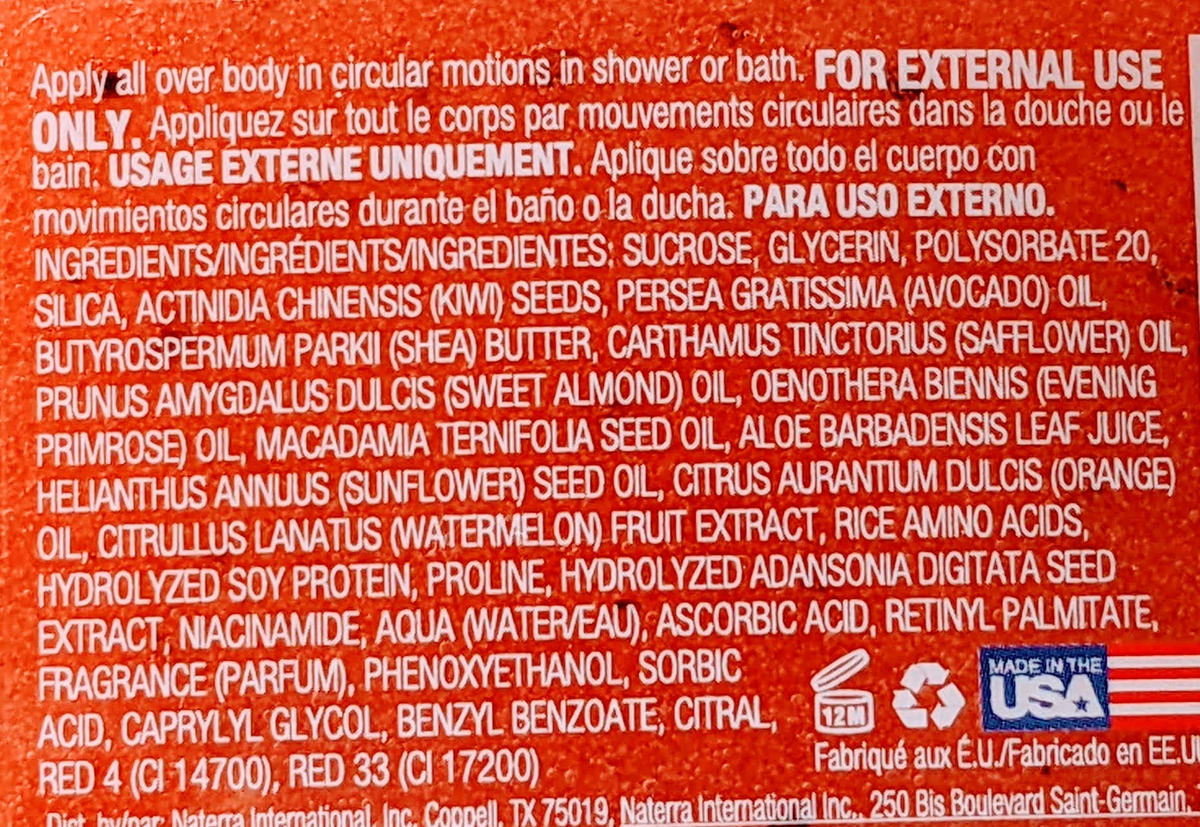 Apply all over body in circular motions in shower or bath. FOR EXTERNAL USE
ONLY. Appliquez sur tout le corps par mouvements circulaires dans la douche ou le
bain. USAGE EXTERNE UNIQUEMENT. Aplique sobre todo el cuerpo con
movimientos circulares durante el baño o la ducha. PARA USO EXTERNO.
INGREDIENTS/INGRÉDIENTS/INGREDIENTES: SUCROSE, GLYCERIN, POLYSORBATE 20,
SILICA, ACTINIDIA CHINENSIS (KIWI) SEEDS, PERSEA GRATISSIMA (AVOCADO) OIL,
BUTYROSPERMUM PARKII (SHEA) BUTTER, CARTHAMUS TINCTORIUS (SAFFLOWER) OIL,
PRUNUS AMYGDALUS DULCIS (SWEET ALMOND) OIL, OENOTHERA BIENNIS (EVENING
PRIMROSE) OIL, MACADAMIA TERNIFOLIA SEED OIL, ALOE BARBADENSIS LEAF JUICE,
HELIANTHUS ANNUUS (SUNFLOWER) SEED OIL, CITRUS AURANTIUM DULCIS (ORANGE)
OIL, CITRULLUS LANATUS (WATERMELON) FRUIT EXTRACT, RICE AMINO ACIDS,
HYDROLYZED SOY PROTEIN, PROLINE, HYDROLYZED ADANSONIA DIGITATA SEED
EXTRACT, NIACINAMIDE, AQUA (WATER/EAU), ASCORBIC ACID, RETINYL PALMITATE,
FRAGRANCE (PARFUM), PHENOXYETHANOL, SORBIC
ACID, CAPRYLYL GLYCOL, BENZYL BENZOATE, CITRAL,
RED 4 (CI 14700), RED 33 (CI 17200)
12M
MADE IN THE
USA
Fabriqué aux É.U./Fabricado en EE.UU
Dist. by/par: Naterra International, Inc. Coppell, TX 75019, Naterra International Inc., 250 Bis Boulevard Saint-Germain,